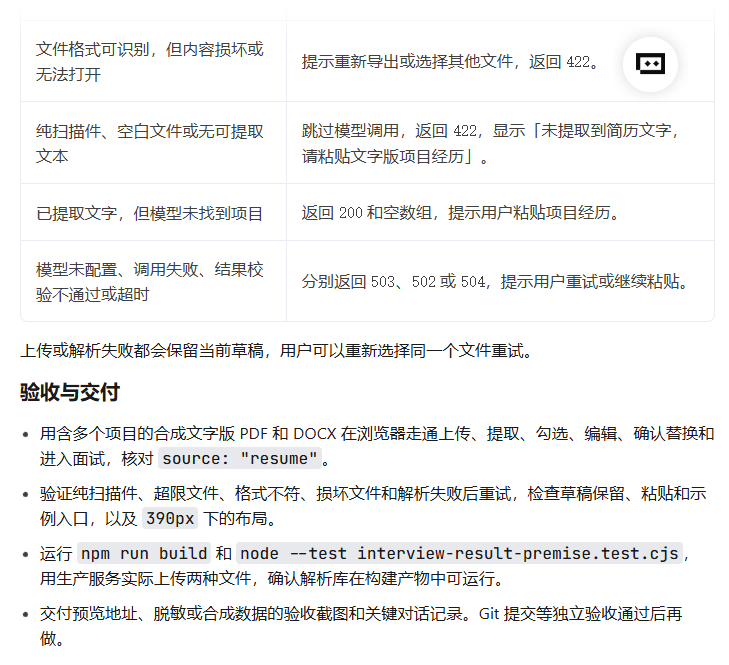 文件格式可识别，但内容损坏或
无法打开
提示重新导出或选择其他文件，返回 422。
纯扫描件、空白文件或无可提取
文本
跳过模型调用，返回 422，显示「未提取到简历文字，
请粘贴文字版项目经历」。
已提取文字，但模型未找到项目
返回 200 和空数组，提示用户粘贴项目经历。
模型未配置、调用失败、结果校
验不通过或超时
分别返回 503、502 或 504，提示用户重试或继续粘贴。
上传或解析失败都会保留当前草稿，用户可以重新选择同一个文件重试。
验收与交付
• 用含多个项目的合成文字版 PDF 和 DOCX 在浏览器走通上传、提取、勾选、编辑、确认替换和
进入面试，核对 source: "resume"。
• 验证纯扫描件、超限文件、格式不符、损坏文件和解析失败后重试，检查草稿保留、粘贴和示
例入口，以及 390px 下的布局。
• 运行 npm run build 和 node --test interview-result-premise.test.cjs，
用生产服务实际上传两种文件，确认解析库在构建产物中可运行。
• 交付预览地址、脱敏或合成数据的验收截图和关键对话记录。Git 提交等独立验收通过后再
做。